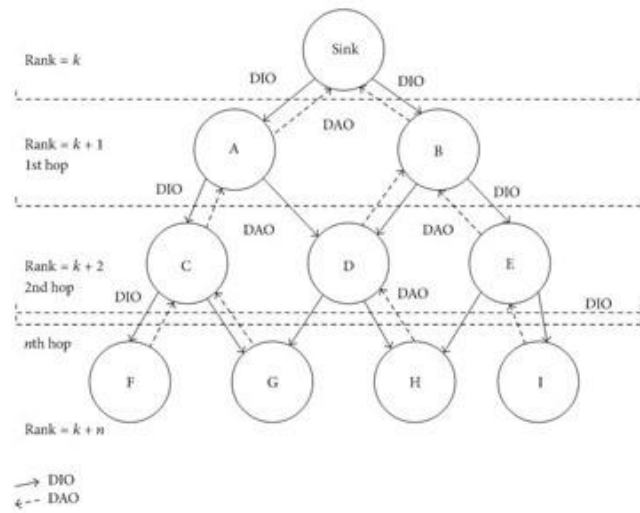 Sink
Rank = k
DIO
DIO
DAO
Rank = k + 1
1st hop
A
B
DIO
DIO
DAO
DAO
Rank = k + 2
2nd hop
C
D
E
DIO
DAO
DIO
nth hop
F
G
H
I
Rank = k + n
DIO
DAO